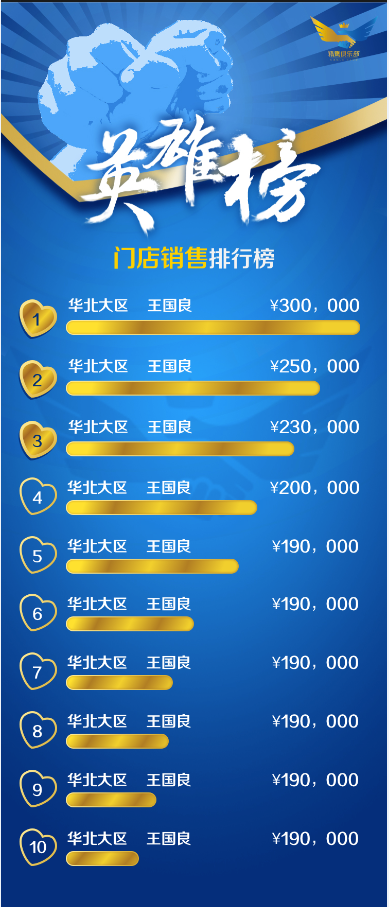 销售俱乐部
英雄榜
门店销售排行榜
1 华北大区 王国良 ¥300，000
2 华北大区 王国良 ¥250，000
3 华北大区 王国良 ¥230，000
4 华北大区 王国良 ¥200，000
5 华北大区 王国良 ¥190，000
6 华北大区 王国良 ¥190，000
7 华北大区 王国良 ¥190，000
8 华北大区 王国良 ¥190，000
9 华北大区 王国良 ¥190，000
10 华北大区 王国良 ¥190，000